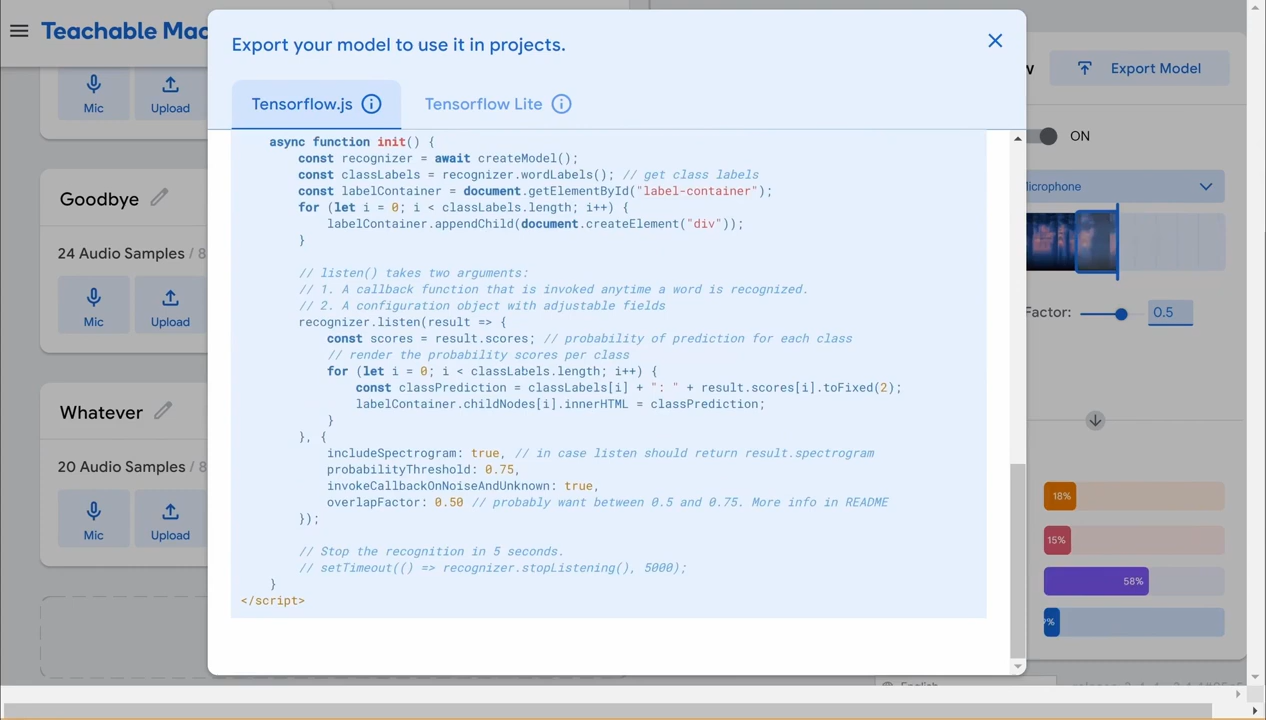 Teachable Mac
Export your model to use it in projects.
Export Model
Tensorflow.js
Tensorflow Lite
ON
Mic
Upload
Goodbye
24 Audio Samples / 8
Mic
Upload
Whatever
20 Audio Samples / 8
Mic
Upload
async function init() {
const recognizer = await createModel();
const classLabels = recognizer.wordLabels(); // get class labels
const labelContainer = document.getElementById("label-container");
for (let i = 0; i < classLabels.length; i++) {
labelContainer.appendChild(document.createElement("div"));
}
// listen() takes two arguments:
// 1. A callback function that is invoked anytime a word is recognized.
// 2. A configuration object with adjustable fields
recognizer.listen(result => {
const scores = result.scores; // probability of prediction for each class
// render the probability scores per class
for (let i = 0; i < classLabels.length; i++) {
const classPrediction = classLabels[i] + ": " + result.scores[i].toFixed(2);
labelContainer.childNodes[i].innerHTML = classPrediction;
}
}, {
includeSpectrogram: true, // in case listen should return result.spectrogram
probabilityThreshold: 0.75,
invokeCallbackOnNoiseAndUnknown: true,
overlapFactor: 0.50 // probably want between 0.5 and 0.75. More info in README
});
// Stop the recognition in 5 seconds.
// setTimeout(() => recognizer.stopListening(), 5000);
}
</script>
icrophone
Factor:
0.5
18%
15%
58%
%
English